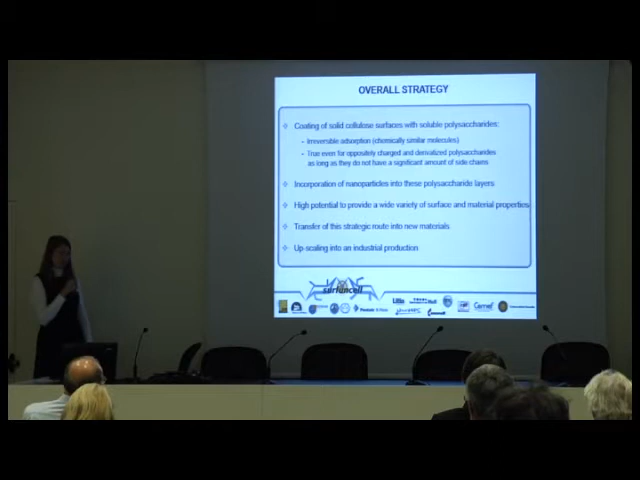 OVERALL STRATEGY
Coating of solid cellulose surfaces with soluble polysaccharides:
- Irreversible adsorption (chemically similar molecules)
- True even for oppositely charged and derivatized polysaccharides
as long as they do not have a significant amount of side chains
Incorporation of nanoparticles into these polysaccharide layers
High potential to provide a wide variety of surface and material properties
Transfer of this strategic route into new materials
Up-scaling into an industrial production
surfuncell